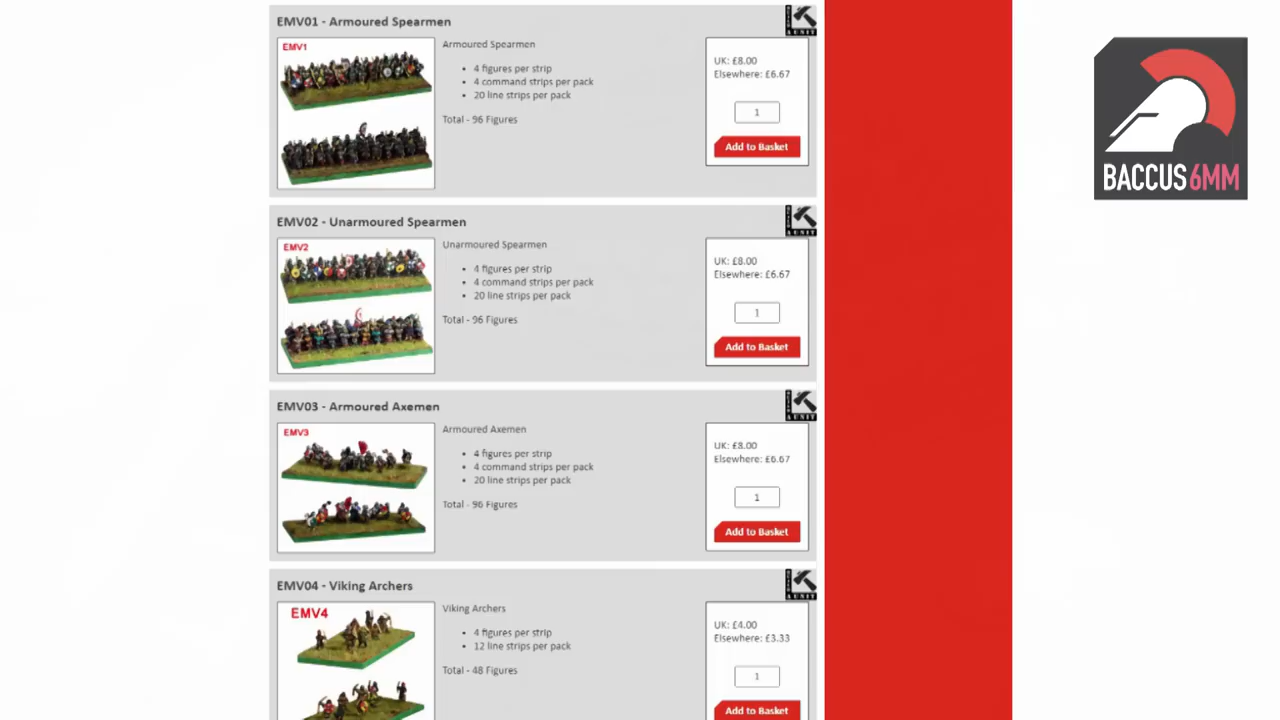 EMV01 - Armoured Spearmen
EMV1
Armoured Spearmen
4 figures per strip
4 command strips per pack
20 line strips per pack
Total - 96 Figures
UK: £8.00
Elsewhere: £6.67
1
Add to Basket
BACCUS 6MM
EMV02 - Unarmoured Spearmen
EMV2
Unarmoured Spearmen
4 figures per strip
4 command strips per pack
20 line strips per pack
Total - 96 Figures
UK: £8.00
Elsewhere: £6.67
1
Add to Basket
EMV03 - Armoured Axemen
EMV3
Armoured Axemen
4 figures per strip
4 command strips per pack
20 line strips per pack
Total - 96 Figures
UK: £8.00
Elsewhere: £6.67
1
Add to Basket
EMV04 - Viking Archers
EMV4
Viking Archers
4 figures per strip
12 line strips per pack
Total - 48 Figures
UK: £4.00
Elsewhere: £3.33
1
Add to Basket